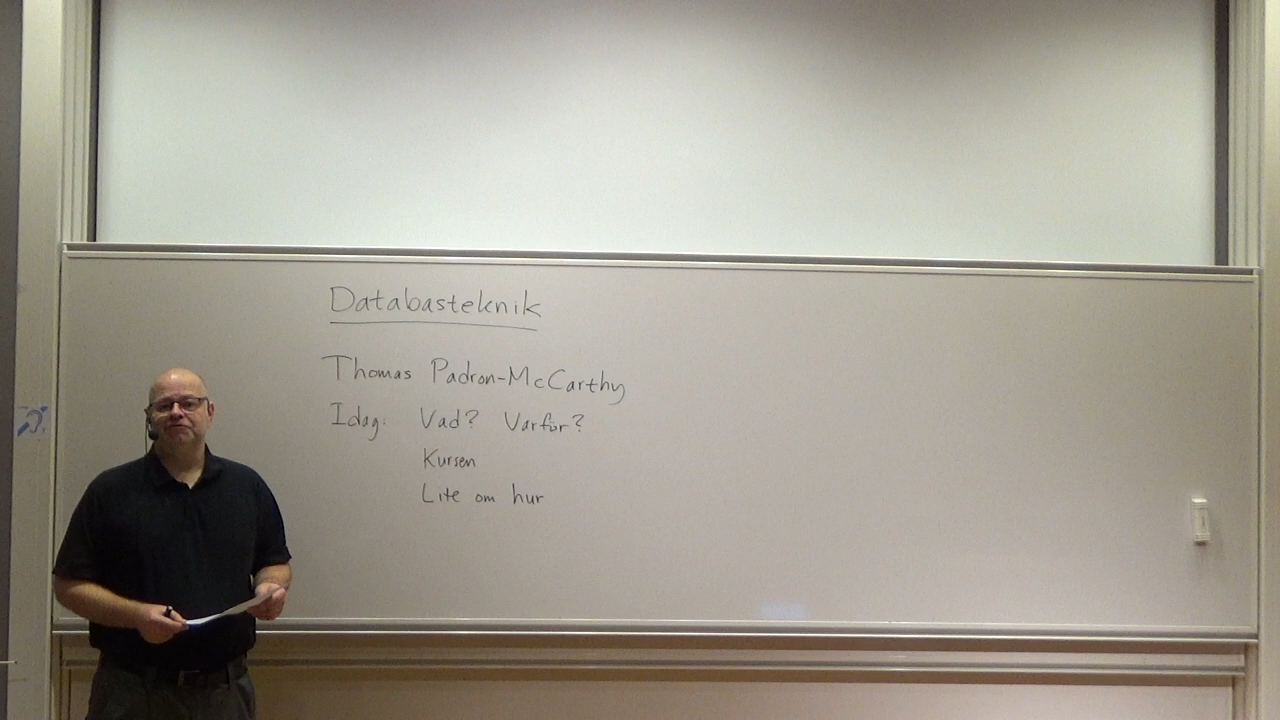 Databasteknik
Thomas Padron-McCarthy
Idag: Vad? Varför?
Kursen
Lite om hur